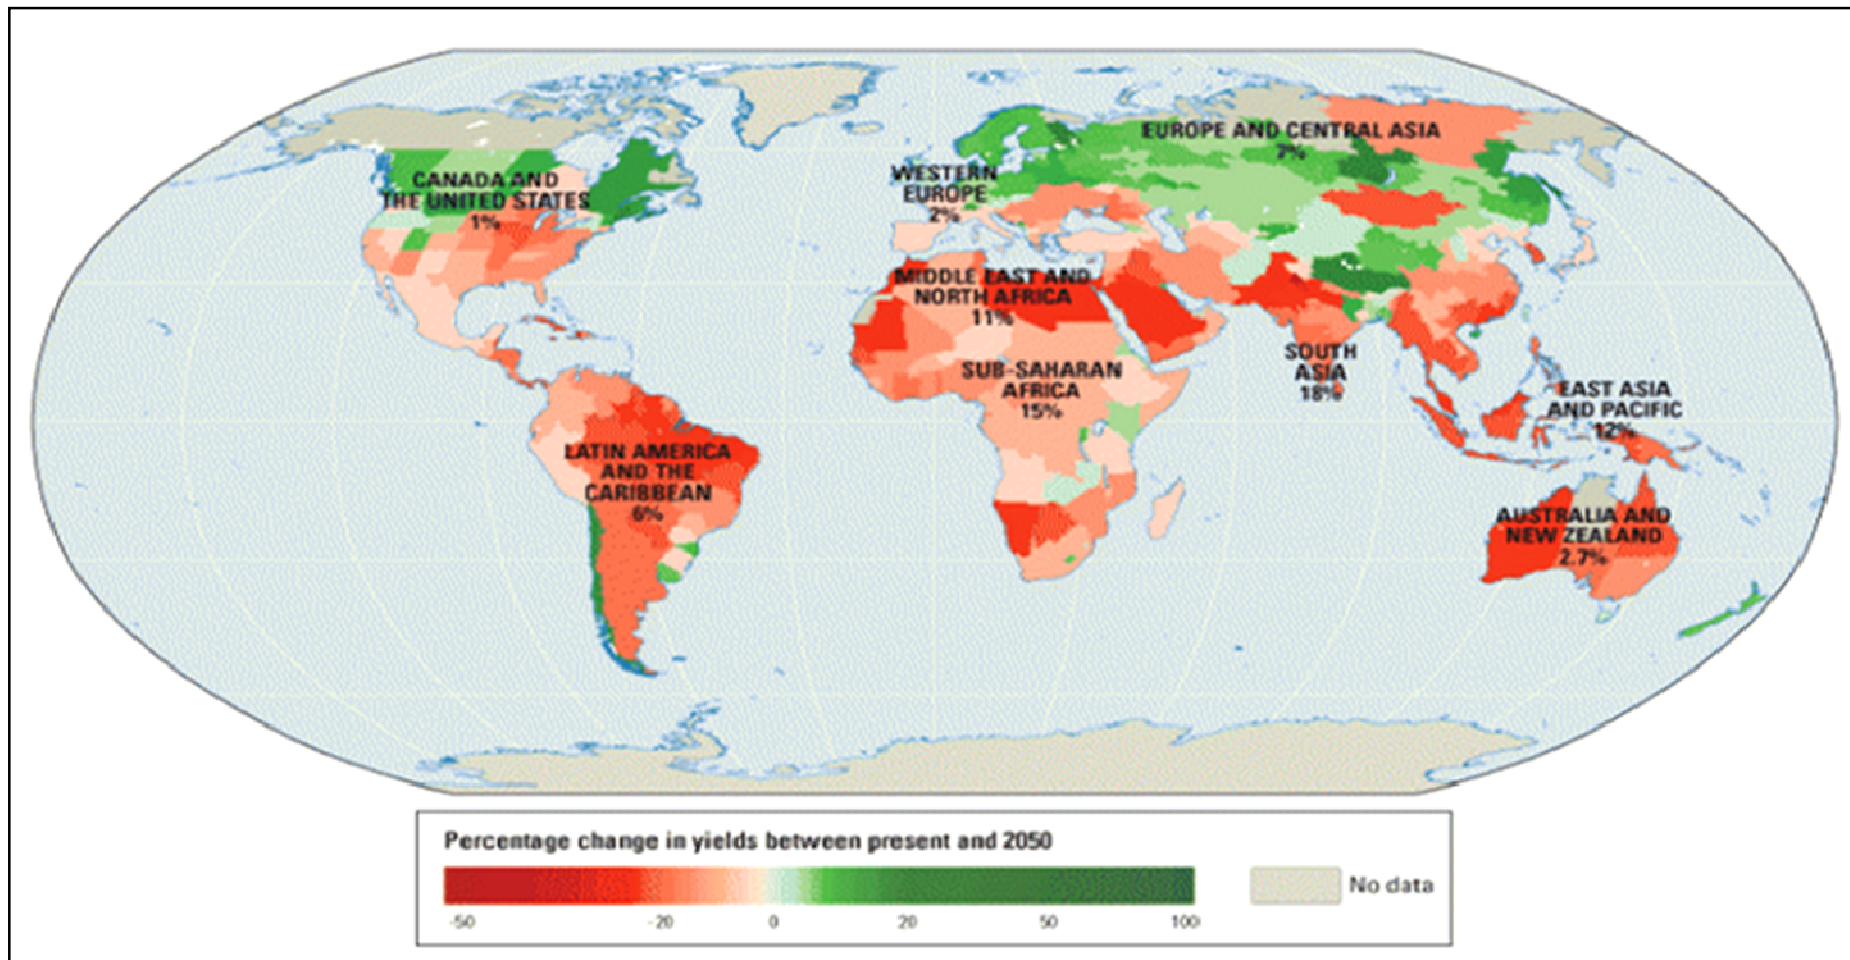 EUROPE AND CENTRAL ASIA
7%
WESTERN
EUROPE
2%
CANADA AND
THE UNITED STATES
1%
MIDDLE EAST AND
NORTH AFRICA
11%
SUB-SAHARAN
AFRICA
15%
SOUTH
ASIA
18%
EAST ASIA
AND PACIFIC
12%
LATIN AMERICA
AND THE
CARIBBEAN
6%
AUSTRALIA AND
NEW ZEALAND
2.7%
Percentage change in yields between present and 2050
-50 -20 0 20 50 100
No data